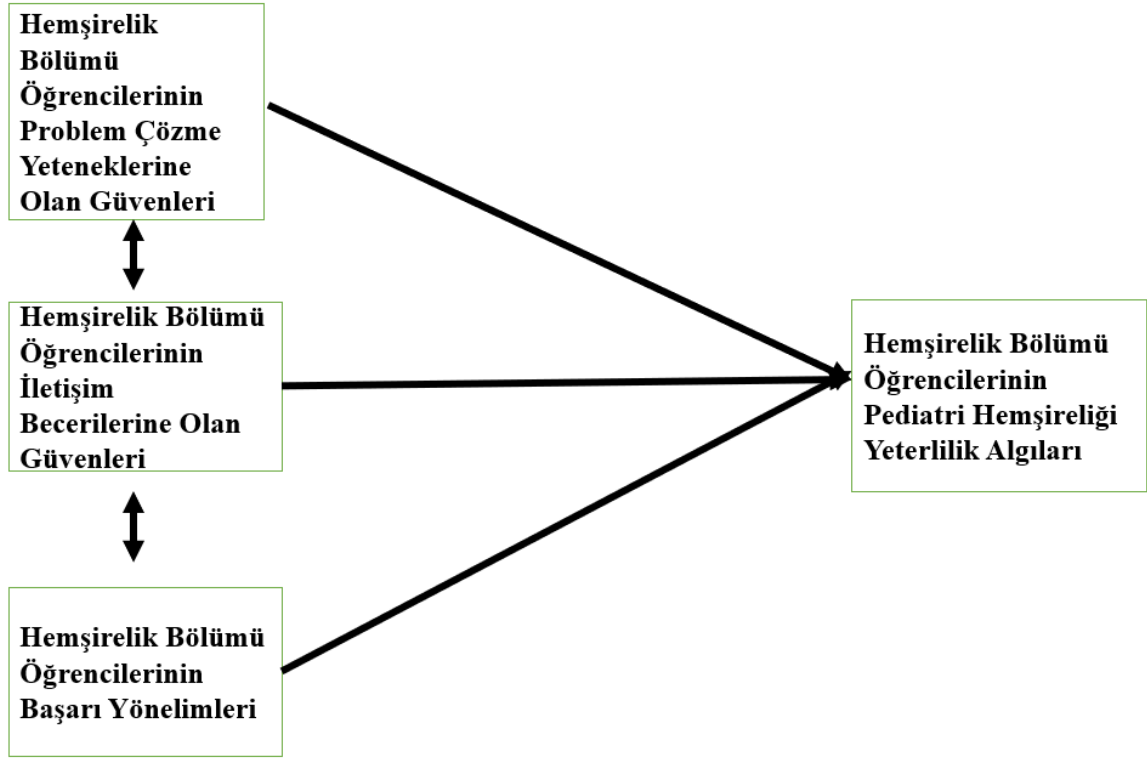 Hemşirelik
Bölümü
Öğrencilerinin
Problem Çözme
Yeteneklerine
Olan Güvenleri
Hemşirelik Bölümü
Öğrencilerinin
İletişim
Becerilerine Olan
Güvenleri
Hemşirelik Bölümü
Öğrencilerinin
Başarı Yönelimleri
Hemşirelik Bölümü
Öğrencilerinin
Pediatri Hemşireliği
Yeterlilik Algıları